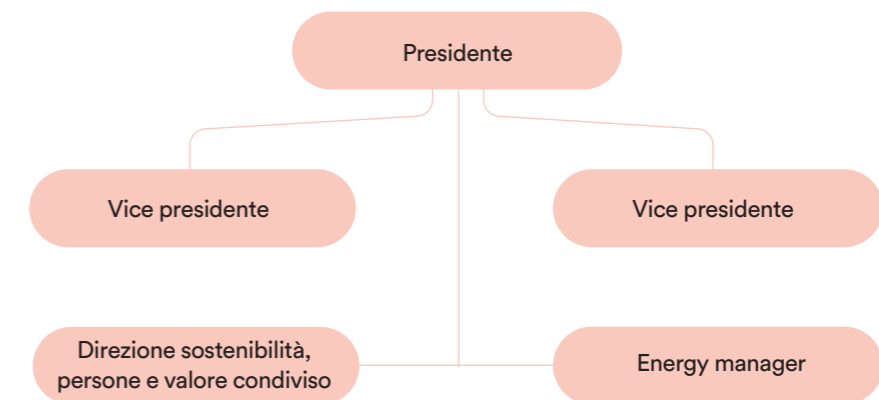 Presidente
Vice presidente
Vice presidente
Direzione sostenibilità,
persone e valore condiviso
Energy manager